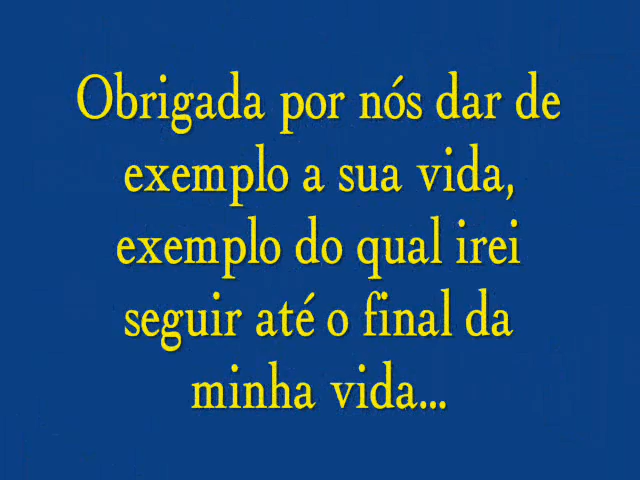 Obrigada por nós dar de
exemplo a sua vida,
exemplo do qual irei
seguir até o final da
minha vida...